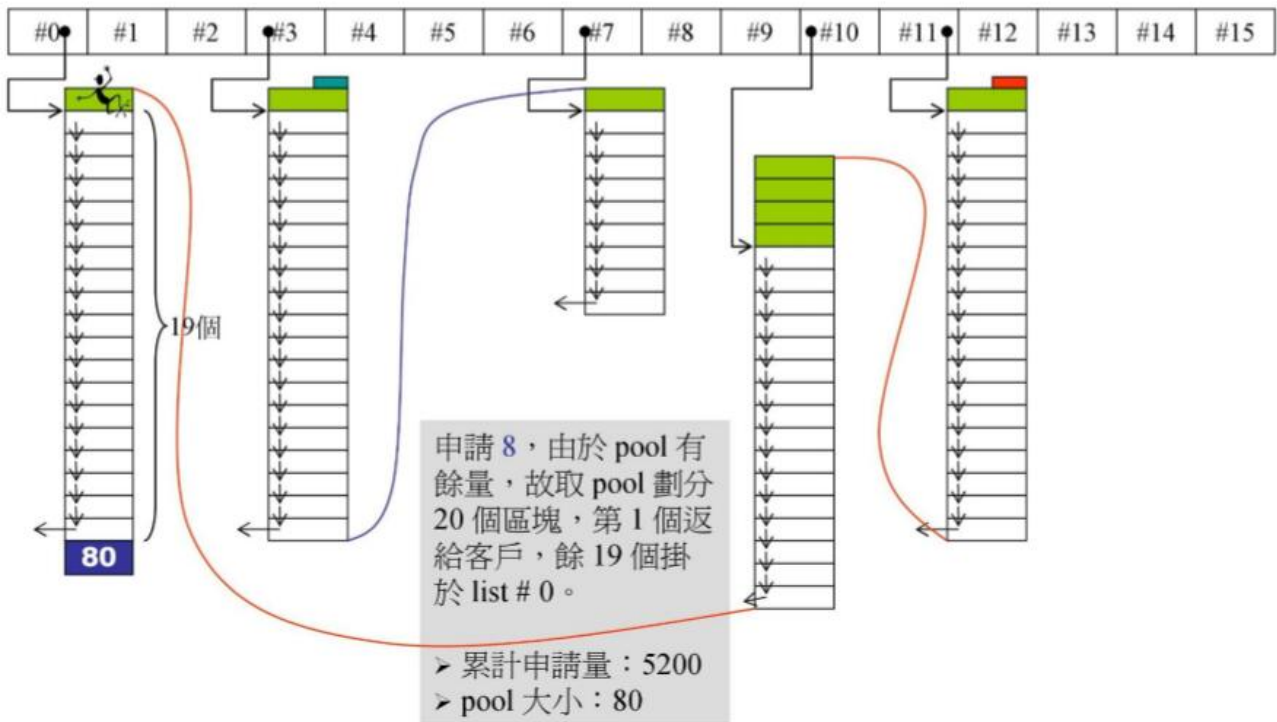 #0 #1 #2 #3 #4 #5 #6 #7 #8 #9 #10 #11 #12 #13 #14 #15
19個
80
申請 8，由於 pool 有
餘量，故取 pool 劃分
20 個區塊，第 1 個返
給客戶，餘 19 個掛
於 list # 0。
➢ 累計申請量：5200
➢ pool 大小：80